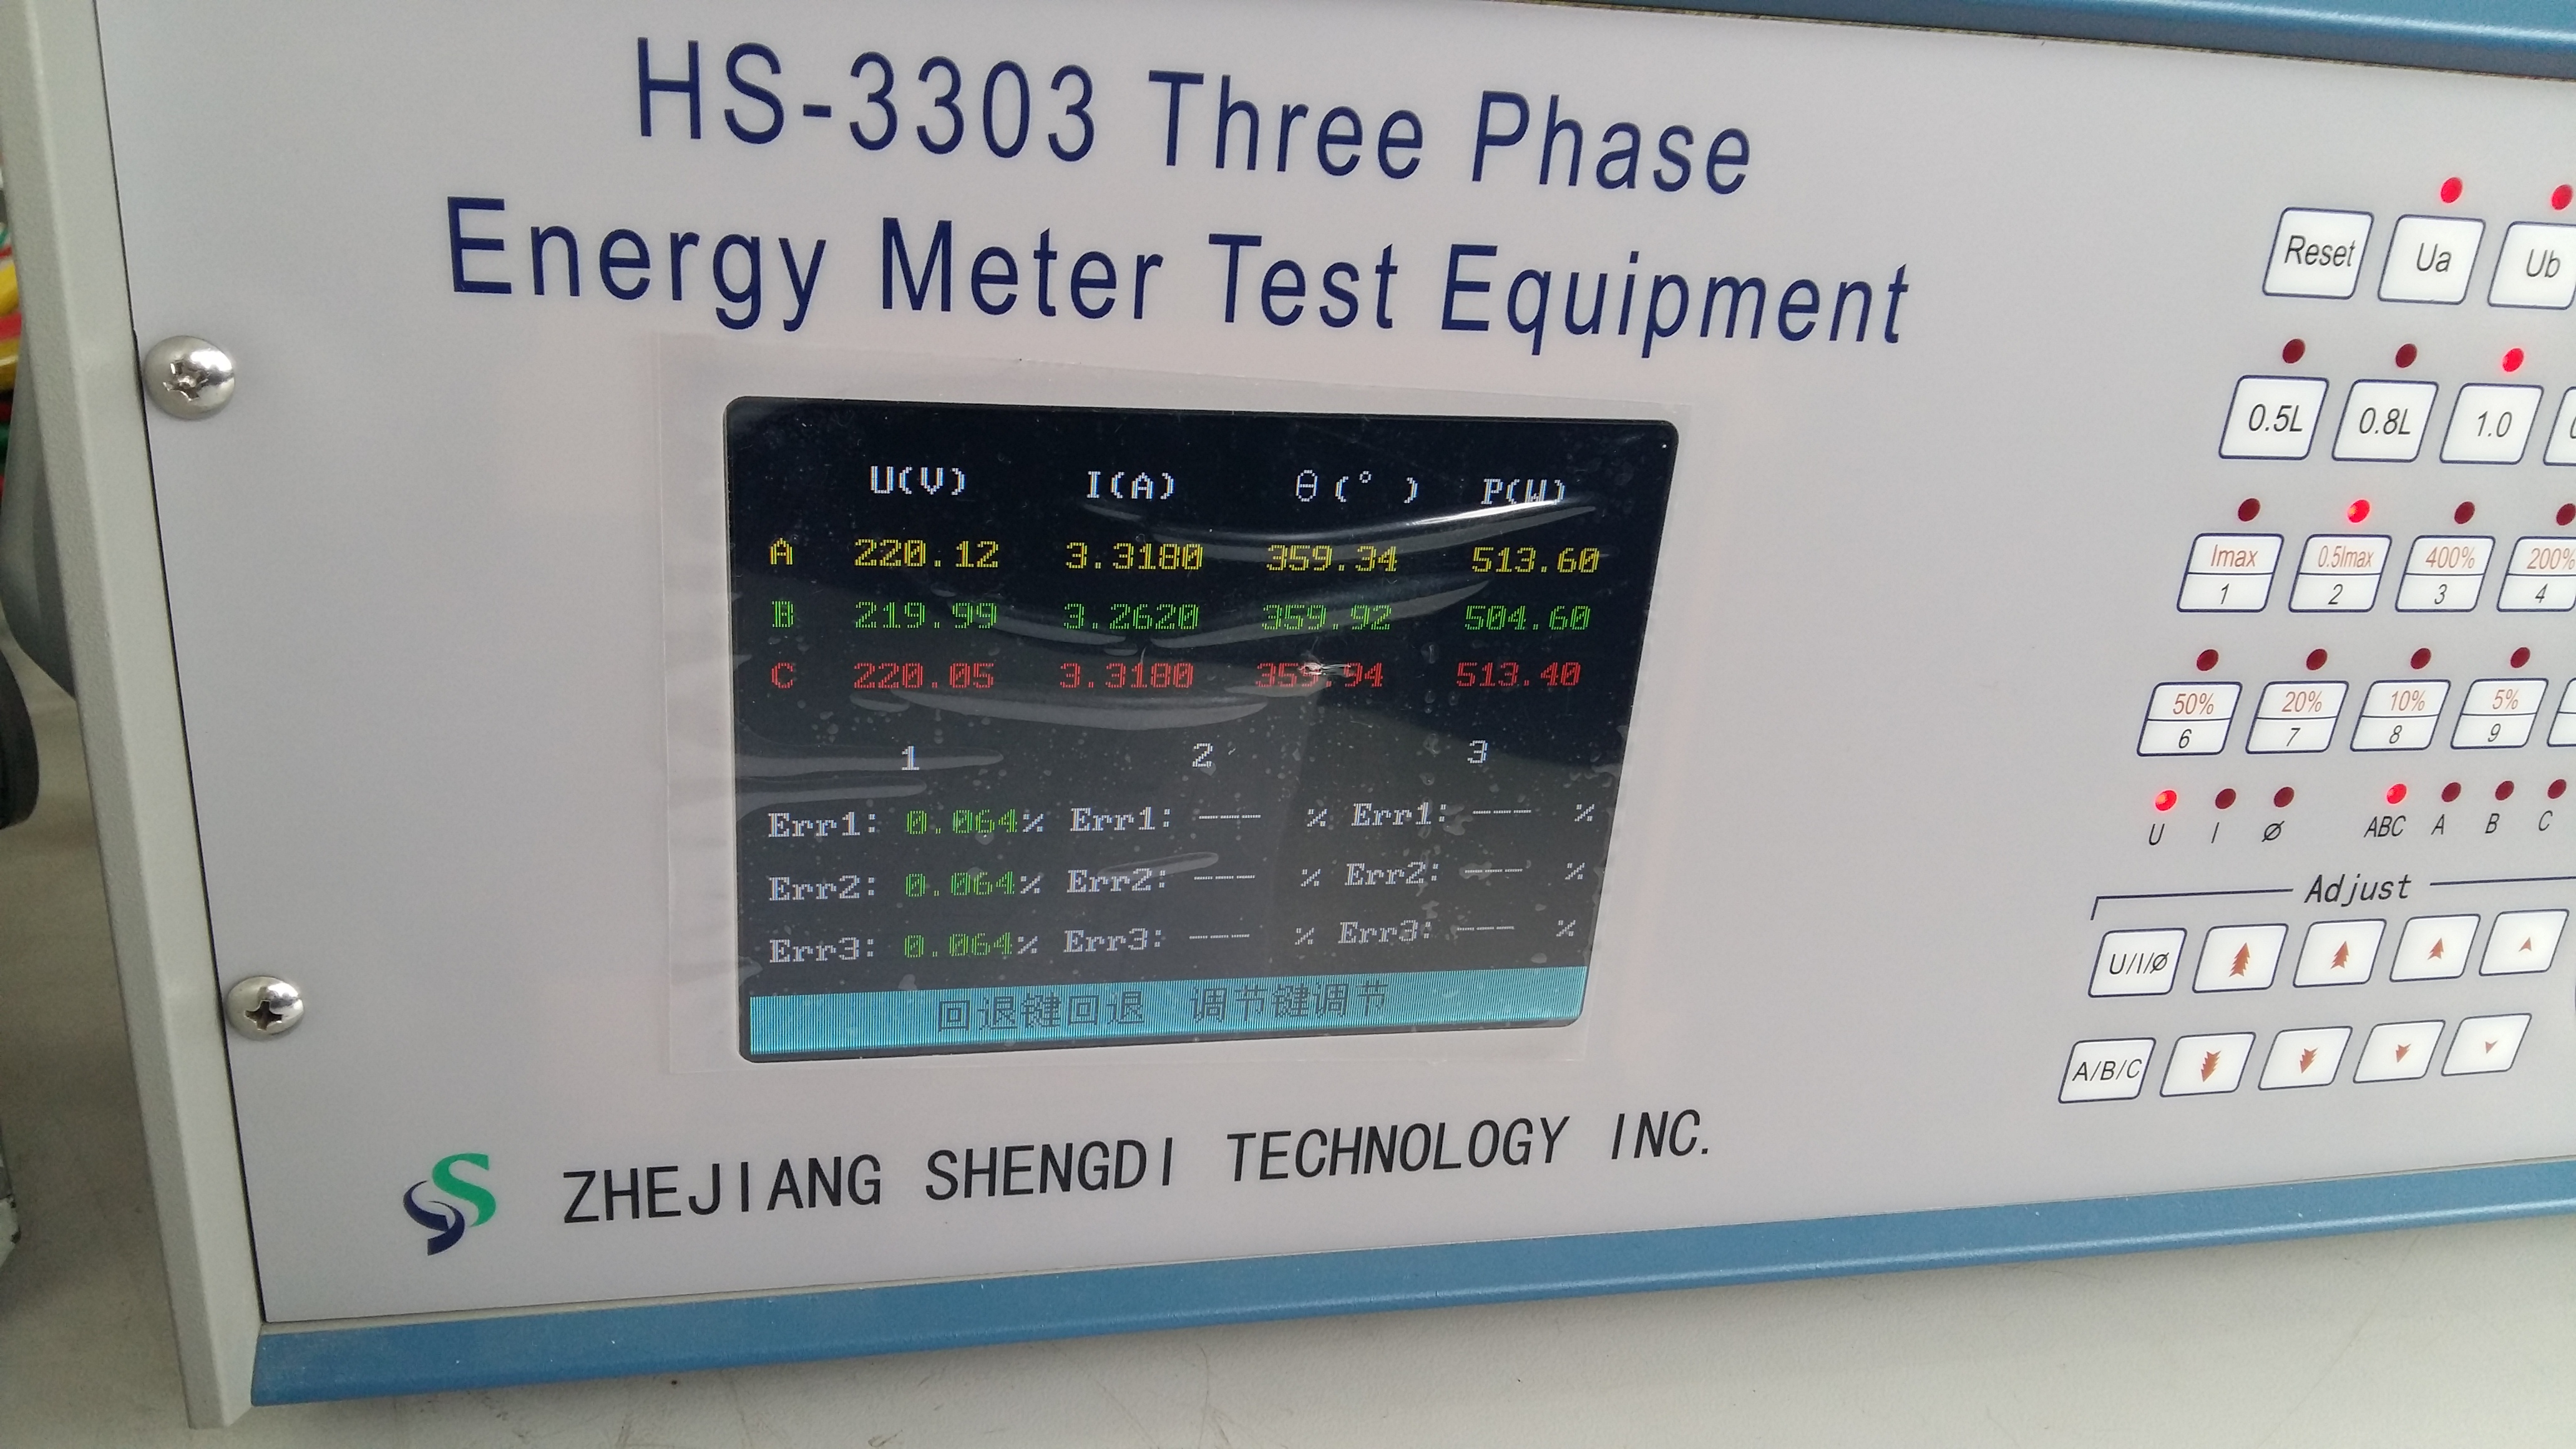 HS-3303 Three Phase
Energy Meter Test Equipment
U(V) I(A) θ(° ) P(W)
A 220.12 3.3180 359.34 513.60
B 219.99 3.2620 359.92 504.60
C 220.05 3.3180 359.94 513.40
1 2 3
Err1: 0.064% Err1: --- % Err1: --- %
Err2: 0.064% Err2: --- % Err2: --- %
Err3: 0.064% Err3: --- % Err3: --- %
回退键回退 调节键调节
ZHEJIANG SHENGDI TECHNOLOGY INC.
Reset Ua Ub
0.5L 0.8L 1.0
Imax 0.5Imax 400% 200%
1 2 3 4
50% 20% 10% 5%
6 7 8 9
U I Ø ABC A B C
Adjust
U/I/Ø
A/B/C